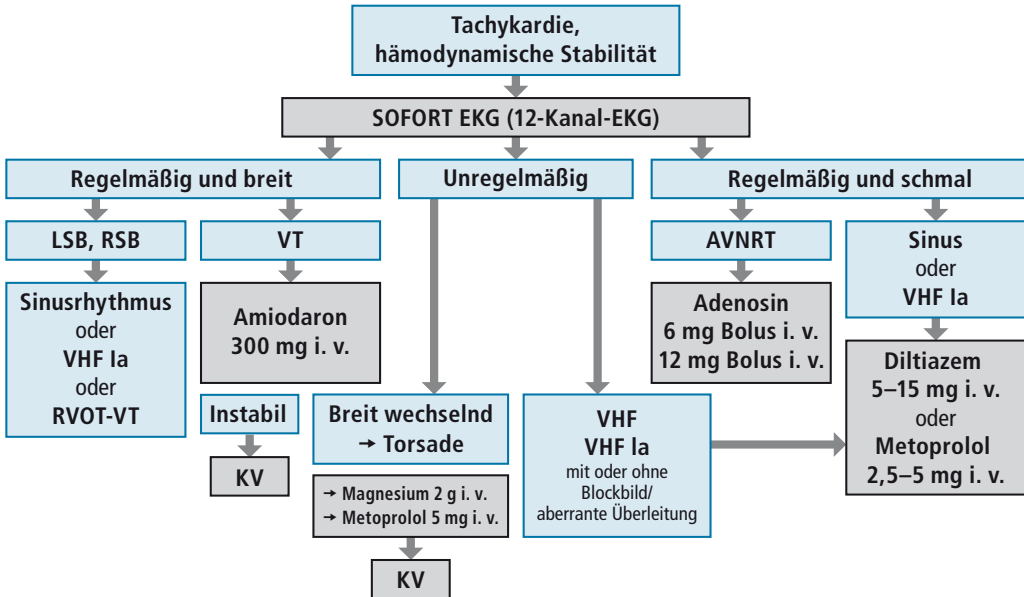 Tachykardie,
hämodynamische Stabilität
SOFORT EKG (12-Kanal-EKG)
Regelmäßig und breit
Unregelmäßig
Regelmäßig und schmal
LSB, RSB
VT
AVNRT
Sinus
oder
VHF Ia
Sinusrhythmus
oder
VHF Ia
oder
RVOT-VT
Amiodaron
300 mg i. v.
Adenosin
6 mg Bolus i. v.
12 mg Bolus i. v.
Diltiazem
5–15 mg i. v.
oder
Metoprolol
2,5–5 mg i. v.
Instabil
KV
Breit wechselnd
→ Torsade
→ Magnesium 2 g i. v.
→ Metoprolol 5 mg i. v.
KV
VHF
VHF la
mit oder ohne
Blockbild/
aberrante Überleitung